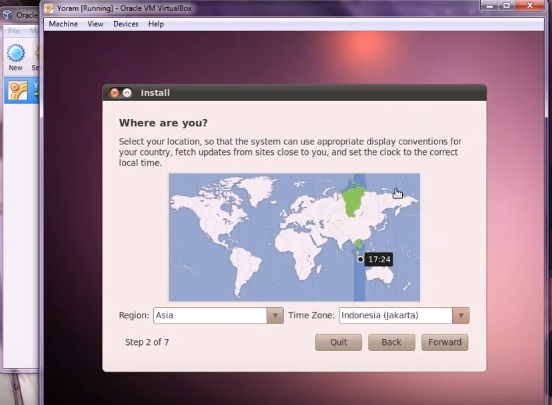 Oracle
Yoram [Running] - Oracle VM VirtualBox
File
Machine View Devices Help
New
Install
Where are you?
Select your location, so that the system can use appropriate display conventions for
your country, fetch updates from sites close to you, and set the clock to the correct
local time.
17:24
Region: Asia Time Zone: Indonesia (Jakarta)
Step 2 of 7 Quit Back Forward